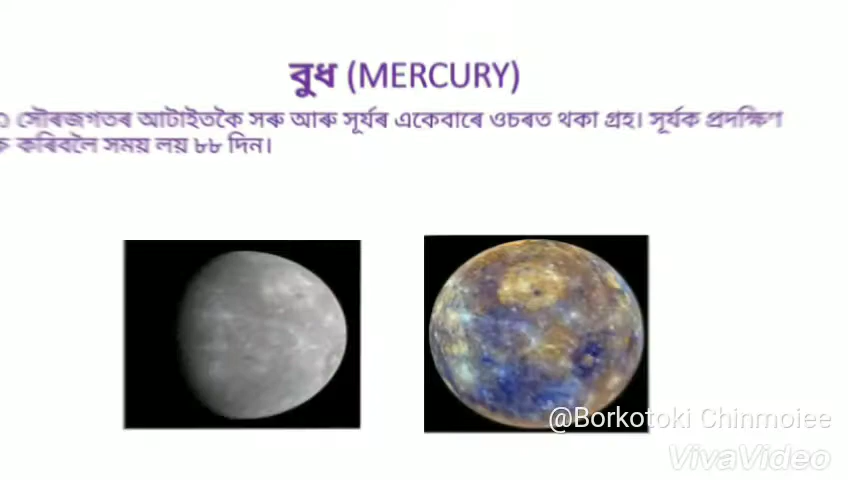 বুধ (MERCURY)
সৌৰজগতৰ আটাইতকৈ সৰু আৰু সূৰ্যৰ একেবাৰে ওচৰত থকা গ্ৰহ। সূৰ্যক প্ৰদক্ষিণ
কৰিবলৈ সময় লয় ৮৮ দিন।
@Borkotoki Chinmoiee
VivaVideo